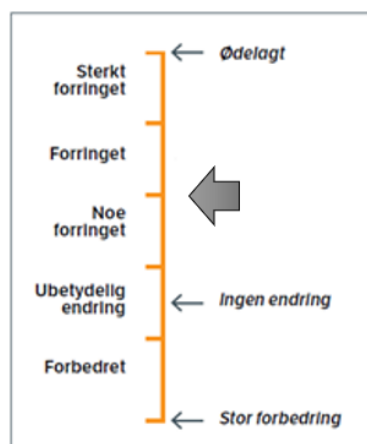 Ødelagt
Sterkt
forringet
Forringet
Noe
forringet
Ubetydelig
endring
Ingen endring
Forbedret
Stor forbedring